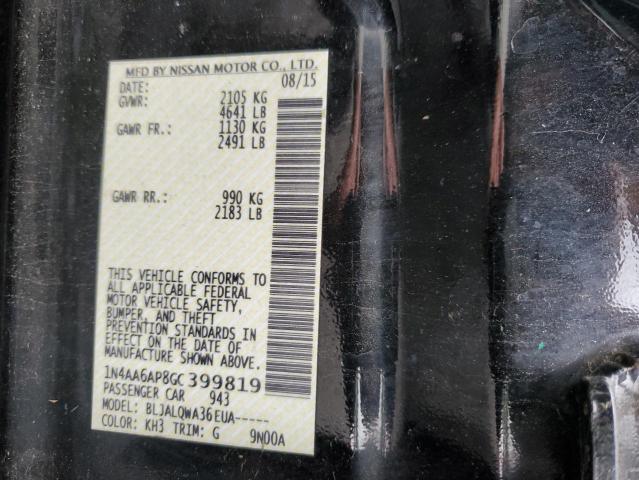 MFD BY NISSAN MOTOR CO., LTD.
DATE: 08/15
GVWR: 2105 KG
4641 LB
GAWR FR.: 1130 KG
2491 LB
GAWR RR.: 990 KG
2183 LB
THIS VEHICLE CONFORMS TO
ALL APPLICABLE FEDERAL
MOTOR VEHICLE SAFETY,
BUMPER, AND THEFT
PREVENTION STANDARDS IN
EFFECT ON THE DATE OF
MANUFACTURE SHOWN ABOVE.
1N4AA6AP8GC399819
PASSENGER CAR 943
MODEL: BLJALQWA36EUA-----
COLOR: KH3 TRIM: G 9N00A